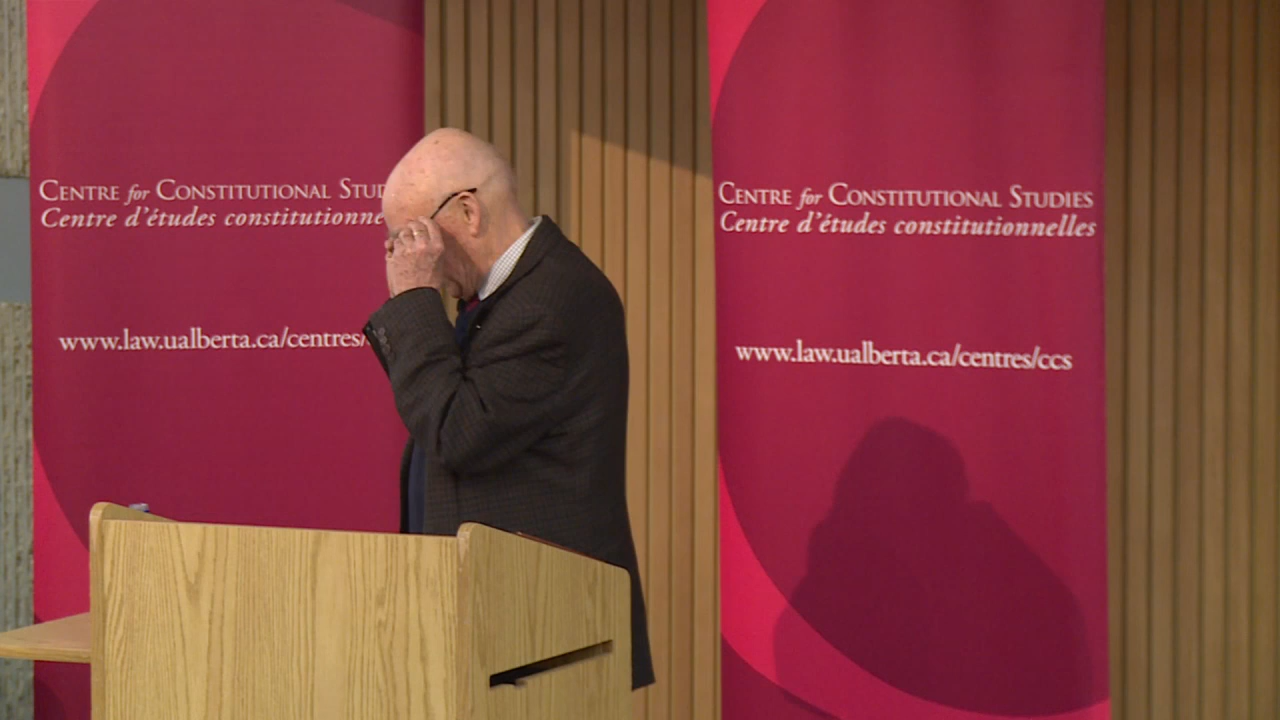 CENTRE for CONSTITUTIONAL STUD
Centre d'études constitutionne
www.law.ualberta.ca/centres/
CENTRE for CONSTITUTIONAL STUDIES
Centre d'études constitutionnelles
www.law.ualberta.ca/centres/ccs